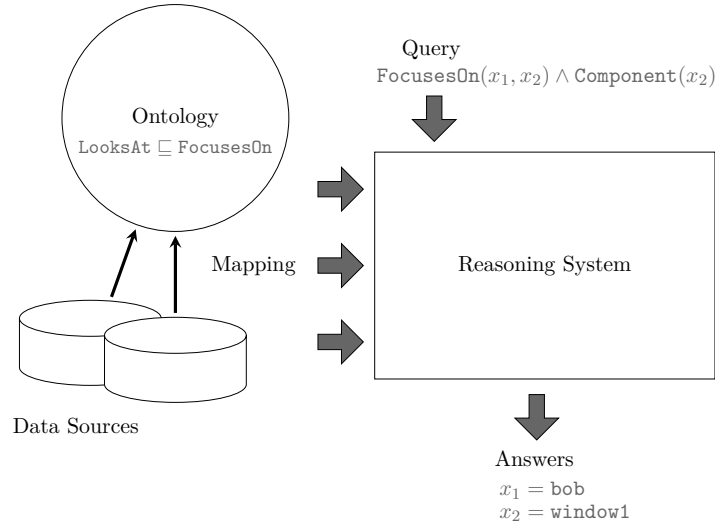 Query
FocusesOn(x₁, x₂) ∧ Component(x₂)
Ontology
LooksAt ⊑ FocusesOn
Mapping
Reasoning System
Data Sources
Answers
x₁ = bob
x₂ = window1